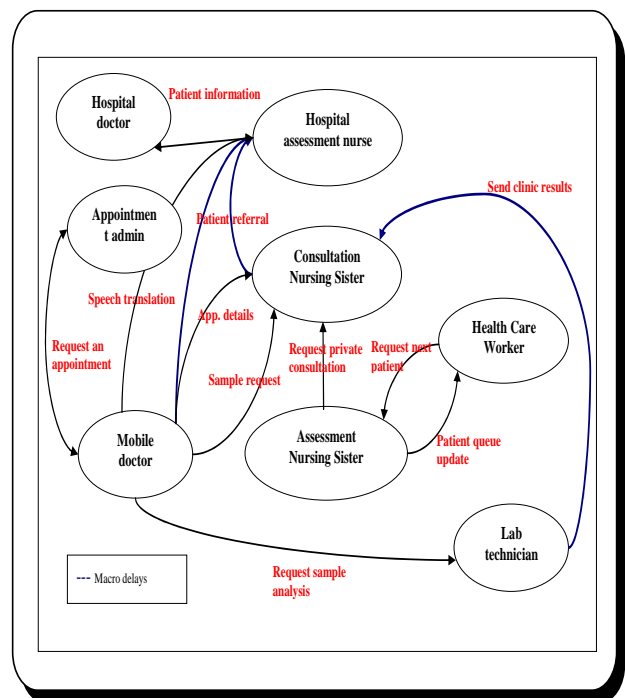 Patient information
Hospital
doctor
Hospital
assessment nurse
Send clinic results
Appointmen
t admin
Patient referral
Consultation
Nursing Sister
Speech translation
App. details
Health Care
Worker
Request an
appointment
Request private
consultation
Request next
patient
Sample request
Mobile
doctor
Assessment
Nursing Sister
Patient queue
update
Lab
technician
--- Macro delays
Request sample
analysis